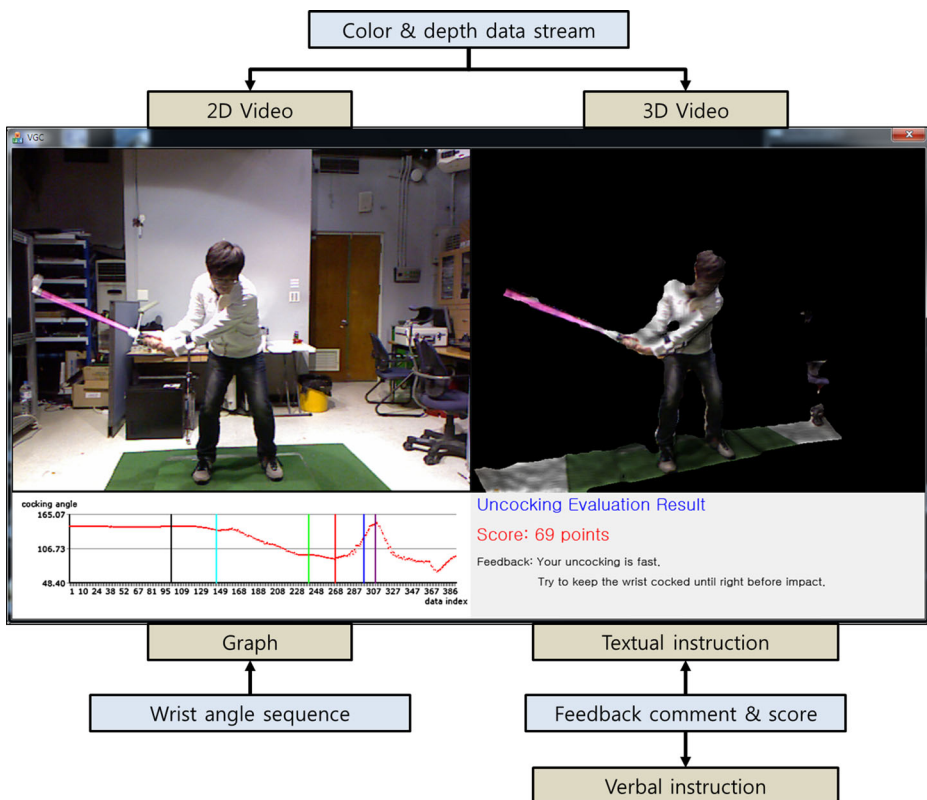 Color & depth data stream
2D Video
3D Video
VGC
cocking angle
165.07
106.73
48.40
1 10 24 38 52 67 81 95 109 129 149 168 188 208 228 248 268 287 307 327 347 367 386
data index
Uncocking Evaluation Result
Score: 69 points
Feedback: Your uncocking is fast.
Try to keep the wrist cocked until right before impact.
Graph
Textual instruction
Wrist angle sequence
Feedback comment & score
Verbal instruction